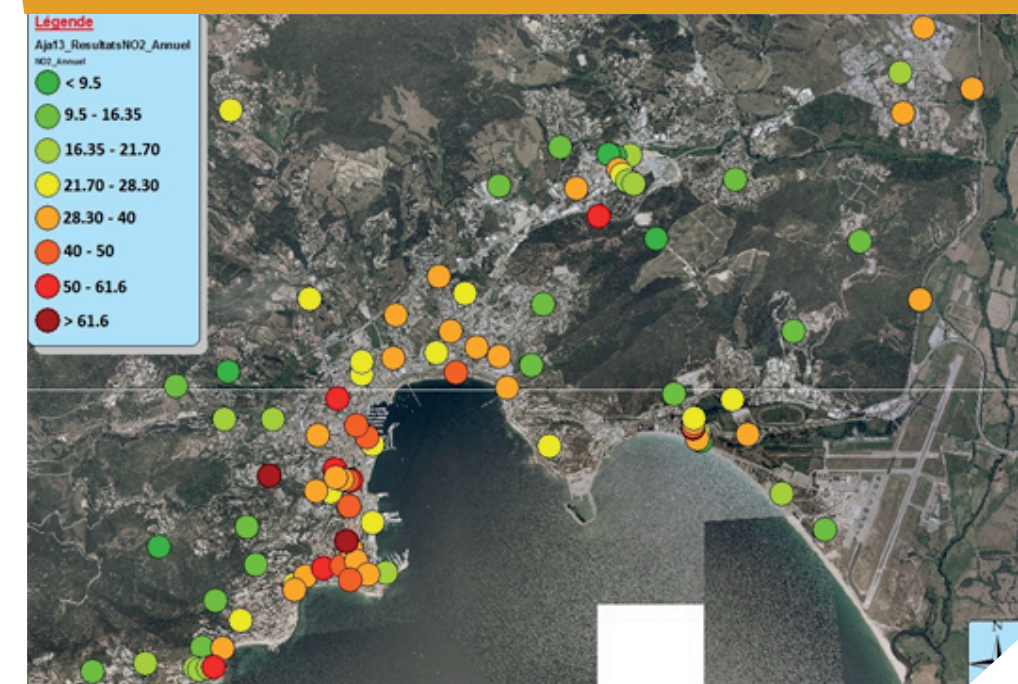 Légende
Aja13_ResultatsNO2_Annuel
NO2_Annuel
< 9.5
9.5 - 16.35
16.35 - 21.70
21.70 - 28.30
28.30 - 40
40 - 50
50 - 61.6
> 61.6
N